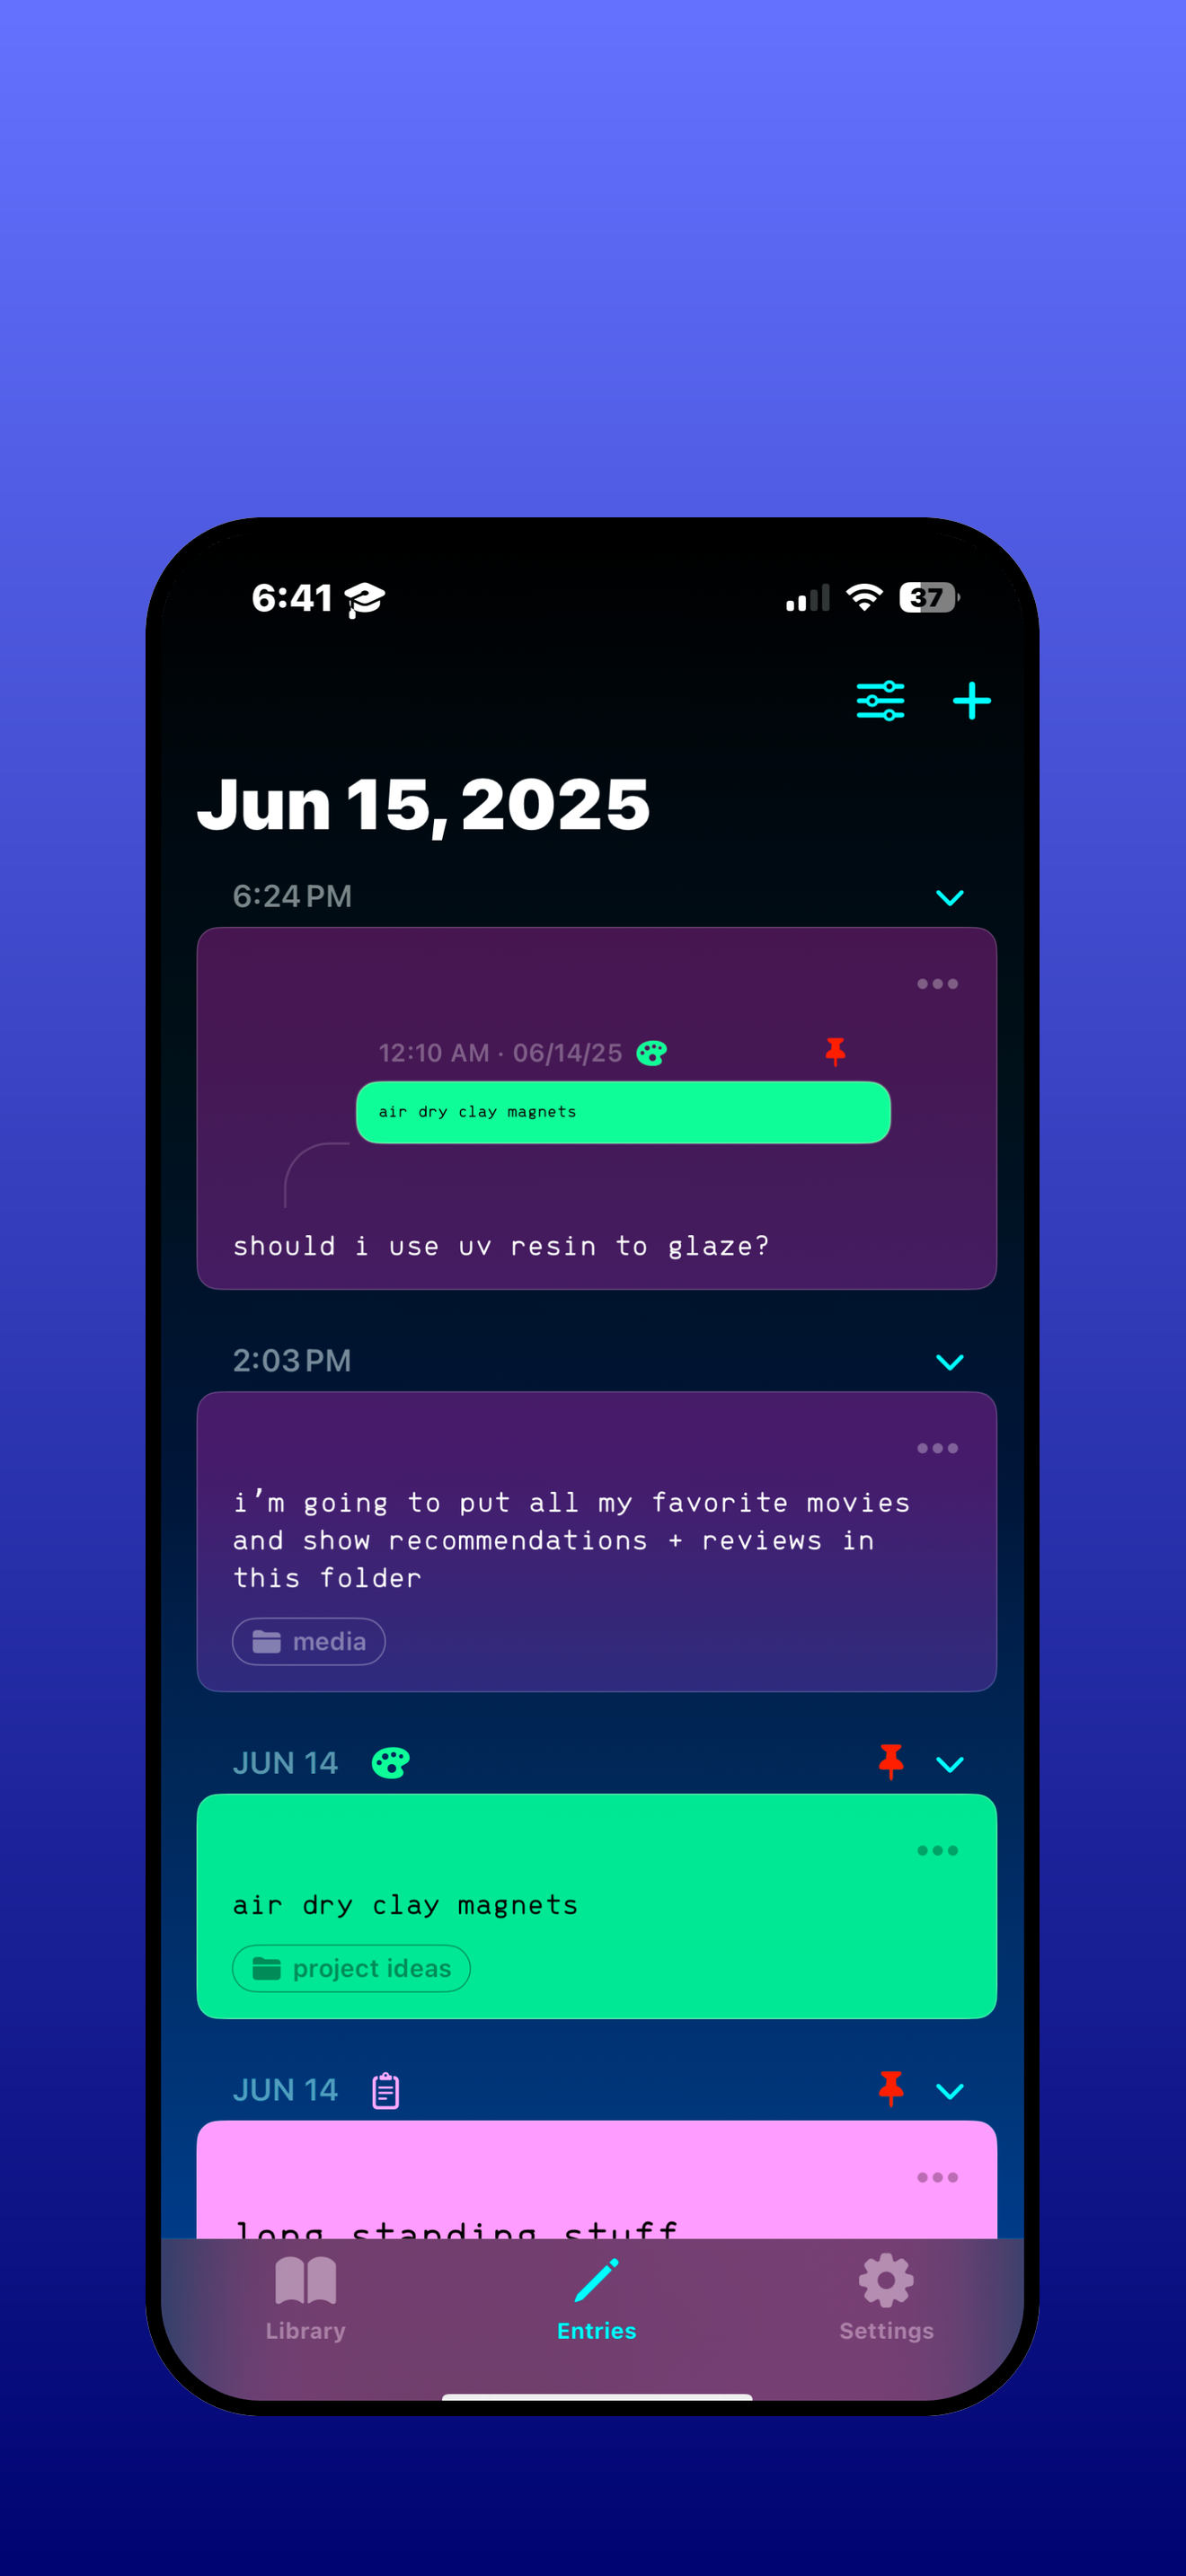 6:41
37
Jun 15, 2025
6:24 PM
12:10 AM · 06/14/25
air dry clay magnets
should i use uv resin to glaze?
2:03 PM
i'm going to put all my favorite movies
and show recommendations + reviews in
this folder
media
JUN 14
air dry clay magnets
project ideas
JUN 14
long standing stuff
Library
Entries
Settings